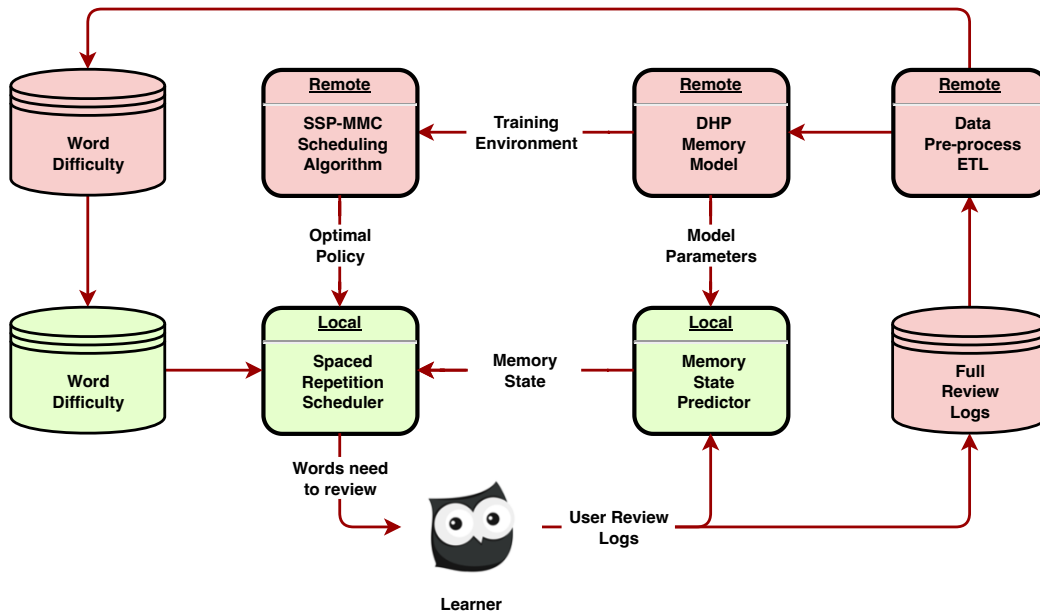 Remote
SSP-MMC
Scheduling
Algorithm
Remote
DHP
Memory
Model
Remote
Data
Pre-process
ETL
Word
Difficulty
Training
Environment
Optimal
Policy
Model
Parameters
Word
Difficulty
Local
Spaced
Repetition
Scheduler
Memory
State
Local
Memory
State
Predictor
Full
Review
Logs
Words need
to review
User Review
Logs
Learner